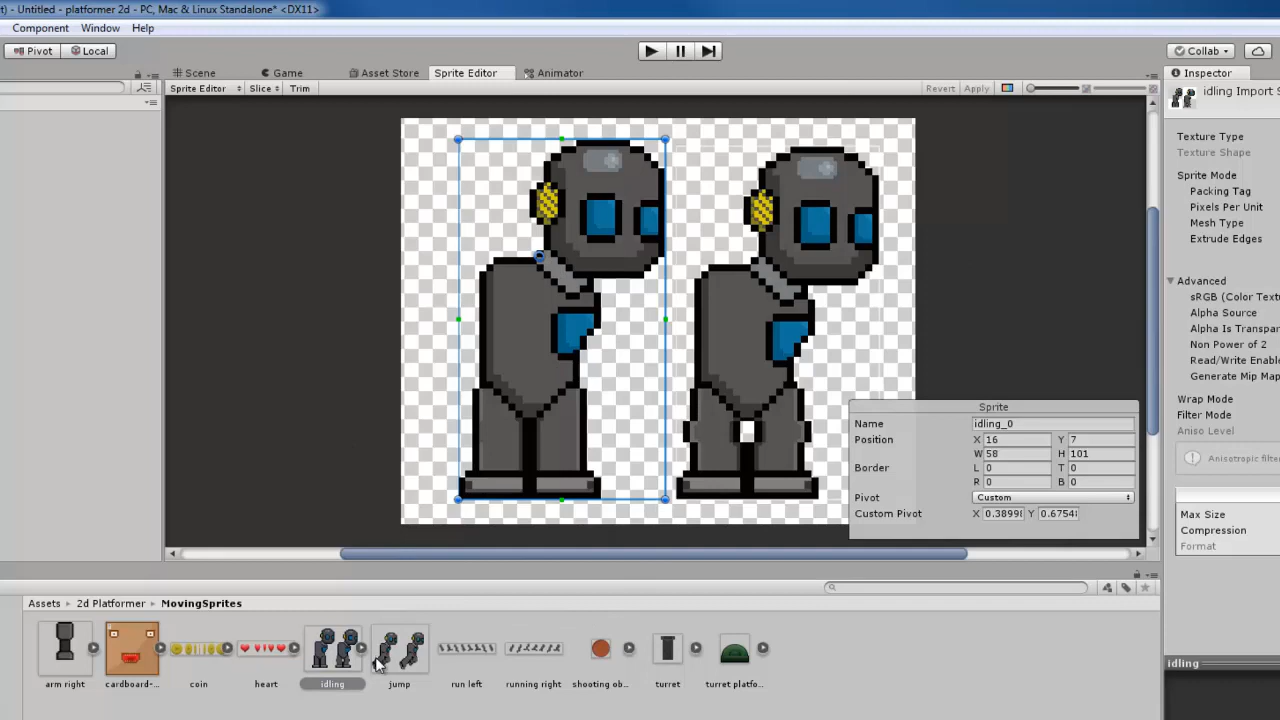 t) - Untitled - platformer 2d - PC, Mac & Linux Standalone* <DX11>
Component Window Help
Pivot Local Collab
Scene Game Asset Store Sprite Editor Animator Inspector
Sprite Editor Slice Trim Revert Apply
idling Import S
Texture Type
Texture Shape
Sprite Mode
Packing Tag
Pixels Per Unit
Mesh Type
Extrude Edges
Advanced
sRGB (Color Textu
Alpha Source
Alpha Is Transpar
Non Power of 2
Read/Write Enable
Generate Mip Map
Wrap Mode
Filter Mode
Aniso Level
Anisotropic filter
Max Size
Compression
Format
Sprite
Name idling_0
Position X 16 Y 7
W 58 H 101
Border L 0 T 0
R 0 B 0
Pivot Custom
Custom Pivot X 0.3899 Y 0.6754
Assets 2d Platformer MovingSprites
arm right cardboard-... coin heart idling jump run left running right shooting ob... turret turret platfo...
idling